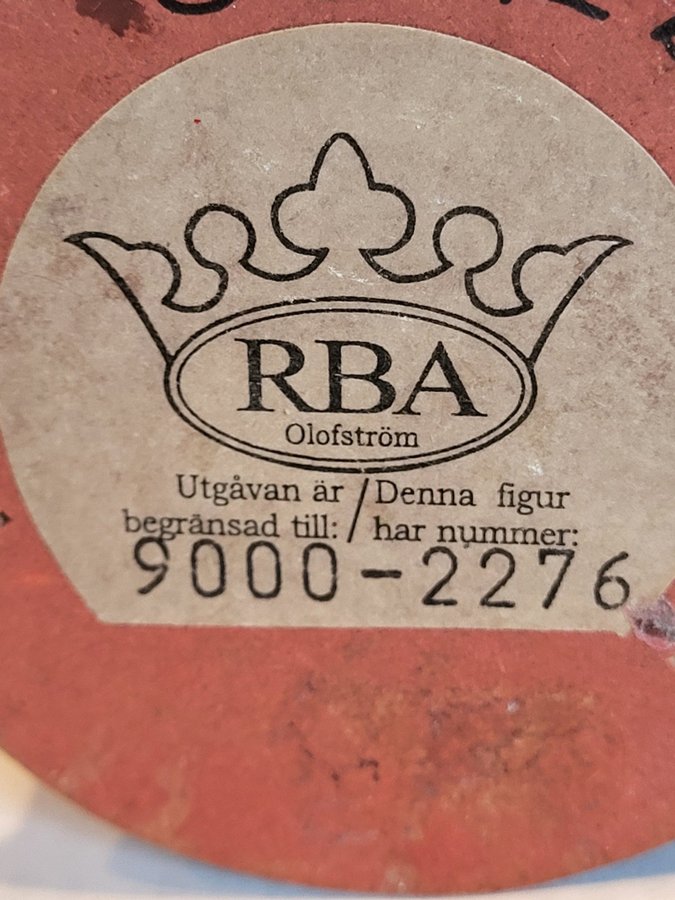 RBA
Olofström
Utgåvan är / Denna figur
begränsad till: / har nummer:
9000-2276